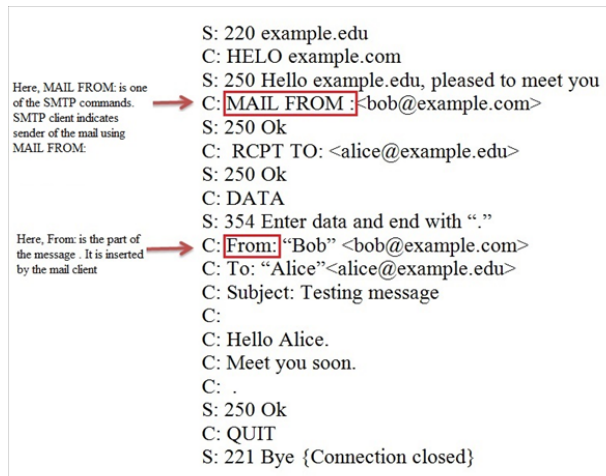 S: 220 example.edu
C: HELO example.com
S: 250 Hello example.edu, pleased to meet you
Here, MAIL FROM: is one
of the SMTP commands.
SMTP client indicates
sender of the mail using
MAIL FROM:
C: MAIL FROM :<bob@example.com>
S: 250 Ok
C: RCPT TO: <alice@example.edu>
S: 250 Ok
C: DATA
S: 354 Enter data and end with “.”
Here, From: is the part of
the message . It is inserted
by the mail client
C: From: “Bob” <bob@example.com>
C: To: “Alice”<alice@example.edu>
C: Subject: Testing message
C:
C: Hello Alice.
C: Meet you soon.
C: .
S: 250 Ok
C: QUIT
S: 221 Bye {Connection closed}